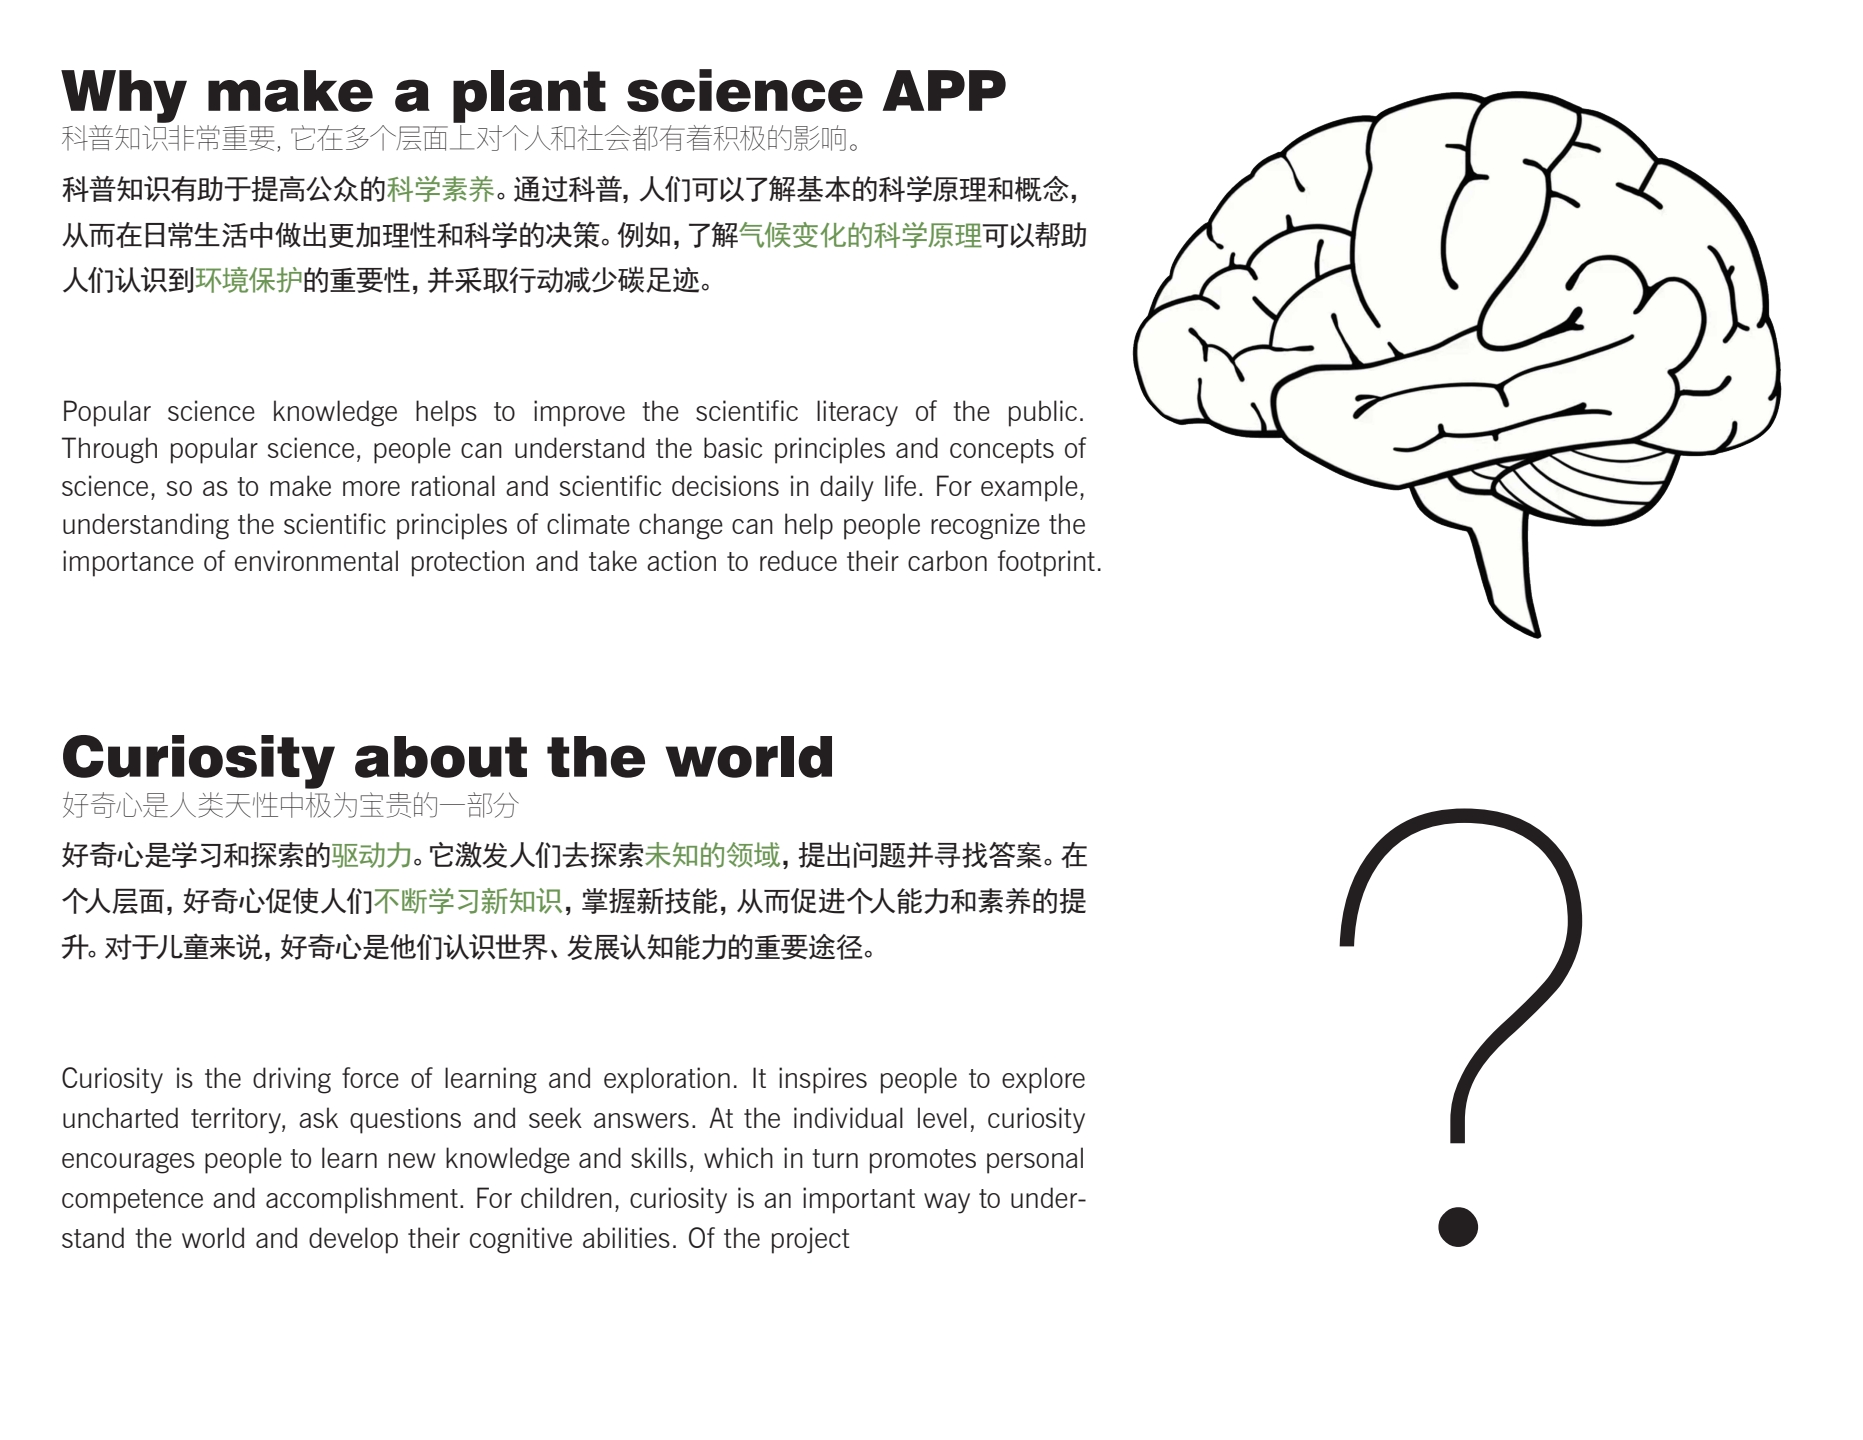 Why make a plant science APP
科普知识非常重要, 它在多个层面上对个人和社会都有着积极的影响。
科普知识有助于提高公众的科学素养。通过科普, 人们可以了解基本的科学原理和概念,
从而在日常生活中做出更加理性和科学的决策。例如, 了解气候变化的科学原理可以帮助
人们认识到环境保护的重要性, 并采取行动减少碳足迹。
Popular science knowledge helps to improve the scientific literacy of the public.
Through popular science, people can understand the basic principles and concepts of
science, so as to make more rational and scientific decisions in daily life. For example,
understanding the scientific principles of climate change can help people recognize the
importance of environmental protection and take action to reduce their carbon footprint.
Curiosity about the world
好奇心是人类天性中极为宝贵的一部分
好奇心是学习和探索的驱动力。它激发人们去探索未知的领域, 提出问题并寻找答案。在
个人层面, 好奇心促使人们不断学习新知识, 掌握新技能, 从而促进个人能力和素养的提
升。对于儿童来说, 好奇心是他们认识世界、发展认知能力的重要途径。
Curiosity is the driving force of learning and exploration. It inspires people to explore
uncharted territory, ask questions and seek answers. At the individual level, curiosity
encourages people to learn new knowledge and skills, which in turn promotes personal
competence and accomplishment. For children, curiosity is an important way to under-
stand the world and develop their cognitive abilities. Of the project
?